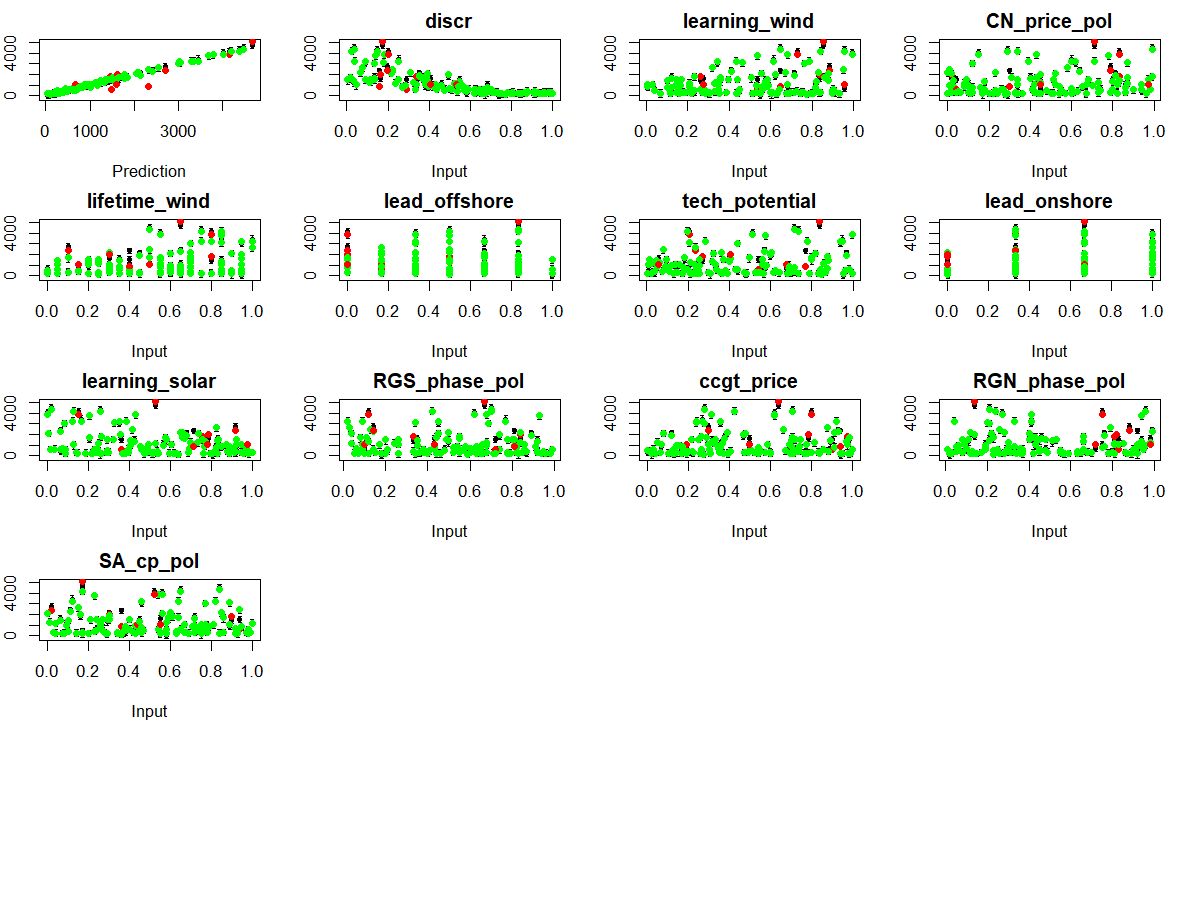 discr learning_wind CN_price_pol
4000 4000 4000 4000
0 0 0 0
0 1000 3000 0.0 0.2 0.4 0.6 0.8 1.0 0.0 0.2 0.4 0.6 0.8 1.0 0.0 0.2 0.4 0.6 0.8 1.0
Prediction Input Input Input
lifetime_wind lead_offshore tech_potential lead_onshore
4000 4000 4000 4000
0 0 0 0
0.0 0.2 0.4 0.6 0.8 1.0 0.0 0.2 0.4 0.6 0.8 1.0 0.0 0.2 0.4 0.6 0.8 1.0 0.0 0.2 0.4 0.6 0.8 1.0
Input Input Input Input
learning_solar RGS_phase_pol ccgt_price RGN_phase_pol
4000 4000 4000 4000
0 0 0 0
0.0 0.2 0.4 0.6 0.8 1.0 0.0 0.2 0.4 0.6 0.8 1.0 0.0 0.2 0.4 0.6 0.8 1.0 0.0 0.2 0.4 0.6 0.8 1.0
Input Input Input Input
SA_cp_pol
4000
0
0.0 0.2 0.4 0.6 0.8 1.0
Input